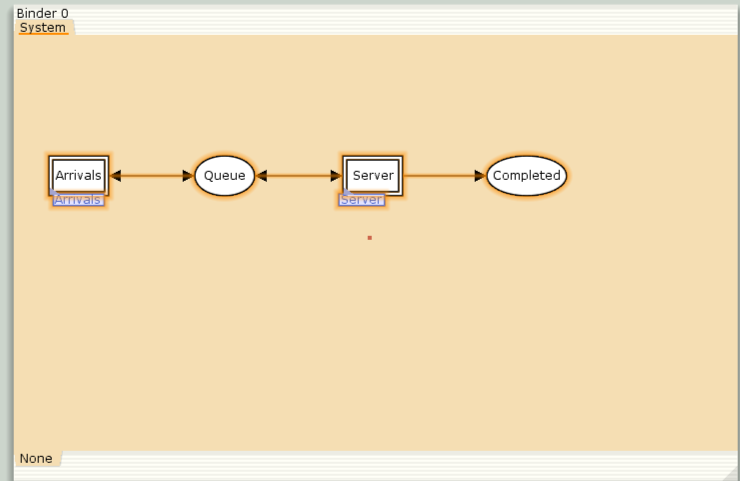 Binder 0
System
Arrivals
Queue
Server
Completed
Arrivals
Server
None